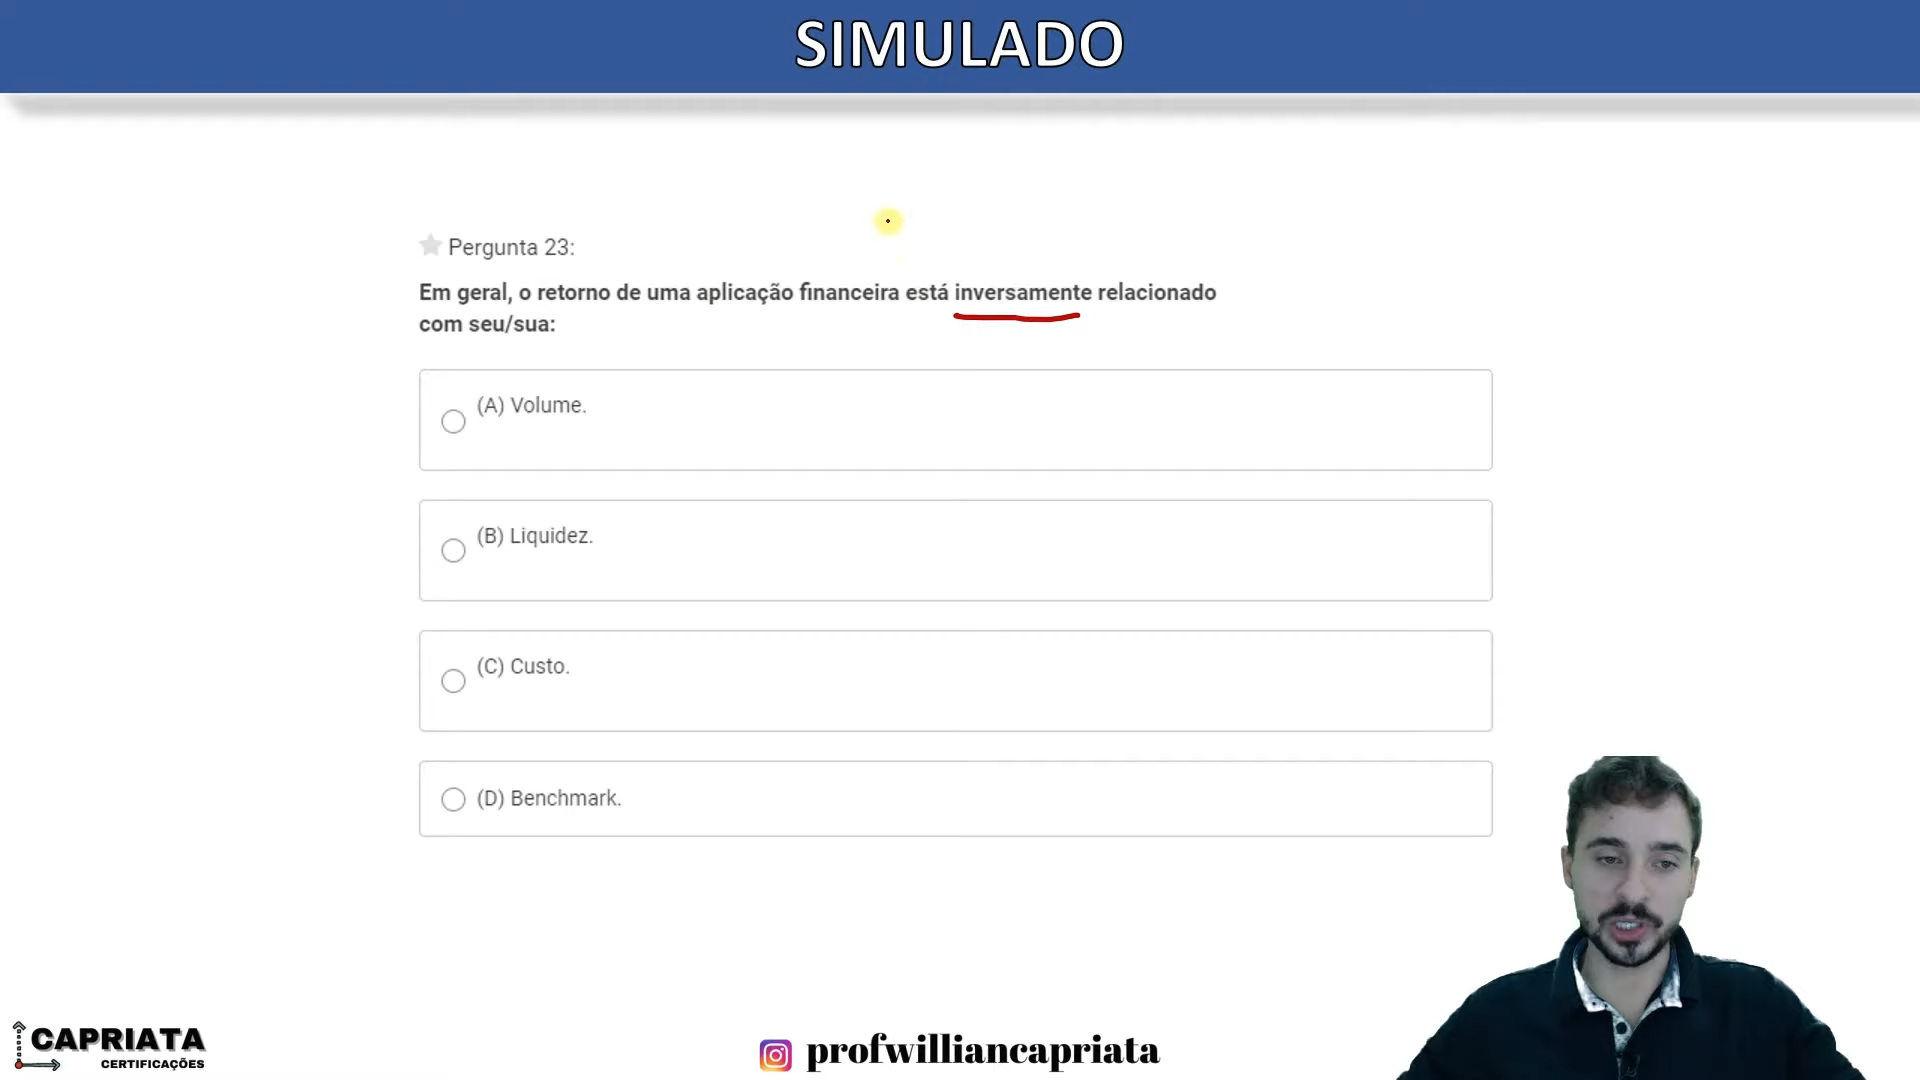 SIMULADO
Pergunta 23:
Em geral, o retorno de uma aplicação financeira está inversamente relacionado
com seu/sua:
(A) Volume.
(B) Liquidez.
(C) Custo.
(D) Benchmark.
CAPRIATA
CERTIFICAÇÕES
profwilliancapriata